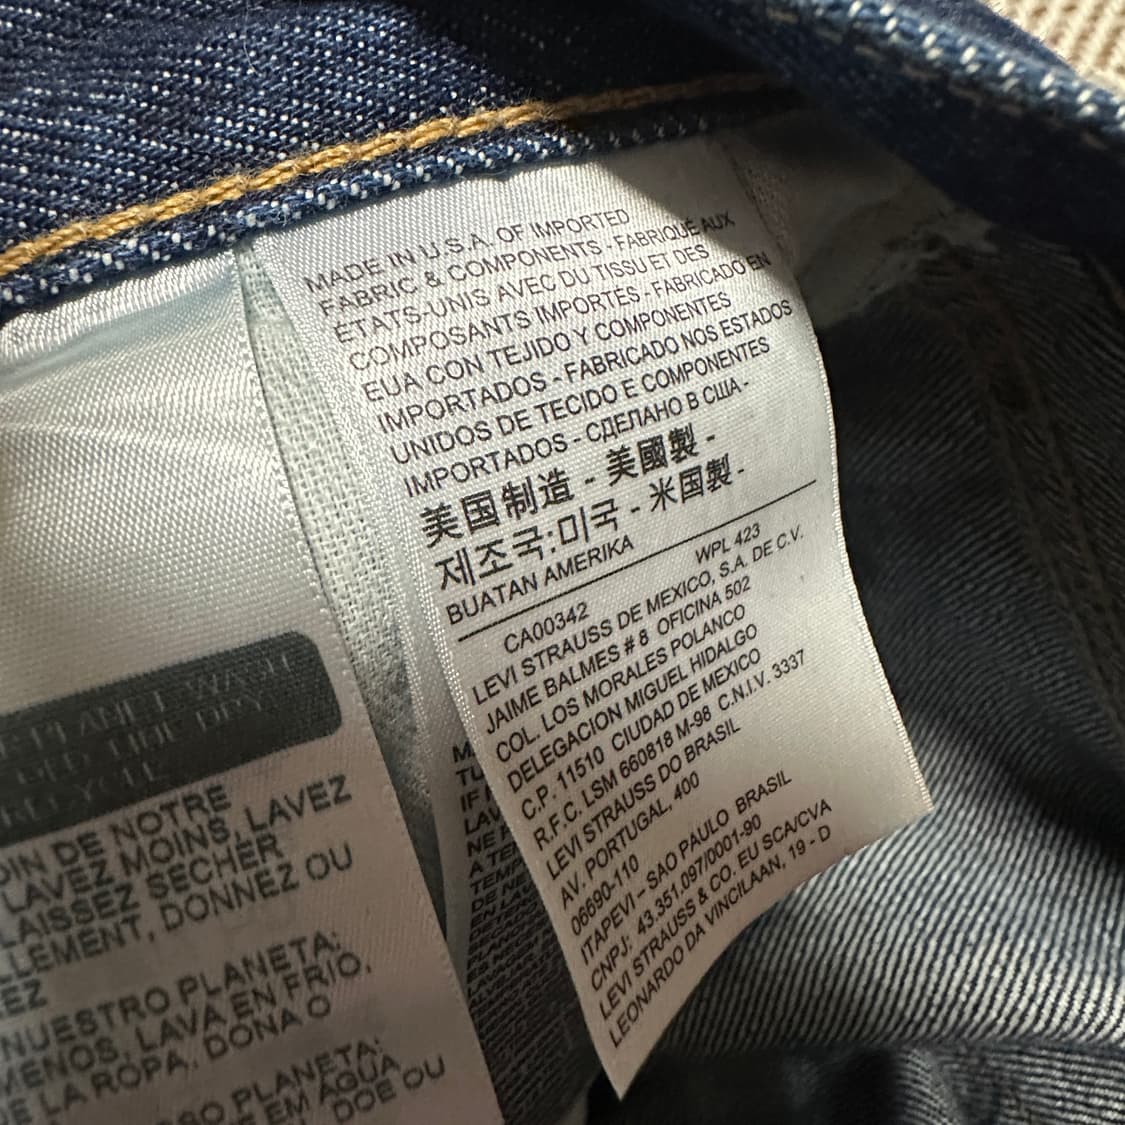 MADE IN U.S.A. OF IMPORTED
FABRIC & COMPONENTS - FABRIQUÉ AUX
ÉTATS-UNIS AVEC DU TISSU ET DES
COMPOSANTS IMPORTÉS - FABRICADO EN
EUA CON TEJIDO Y COMPONENTES
IMPORTADOS - FABRICADO NOS ESTADOS
UNIDOS DE TECIDO E COMPONENTES
IMPORTADOS - СДЕЛАНО В США -
美国制造 - 美國製 -
제조국:미국 - 米国製 -
BUATAN AMERIKA
WPL 423
CA00342
LEVI STRAUSS DE MEXICO, S.A. DE C.V.
JAIME BALMES # 8 OFICINA 502
COL. LOS MORALES POLANCO
DELEGACION MIGUEL HIDALGO
C.P. 11510 CIUDAD DE MEXICO
R.F.C. LSM 660818 M-98 C.N.I.V. 3337
LEVI STRAUSS DO BRASIL
AV. PORTUGAL, 400
06690-110
ITAPEVI – SAO PAULO BRASIL
CNPJ: 43.351.097/0001-90
LEVI STRAUSS & CO. EU SCA/CVA
LEONARDO DA VINCILAAN, 19 - D
PLANET WASH
LINE DRY
DE NOTRE
LAVEZ MOINS, LAVEZ
LAISSEZ SÉCHER
DONNEZ OU
NUESTRO PLANETA:
MENOS, LAVA EN FRIO,
LA ROPA. DONA O
PLANETA:
EM ÁGUA
DOE OU